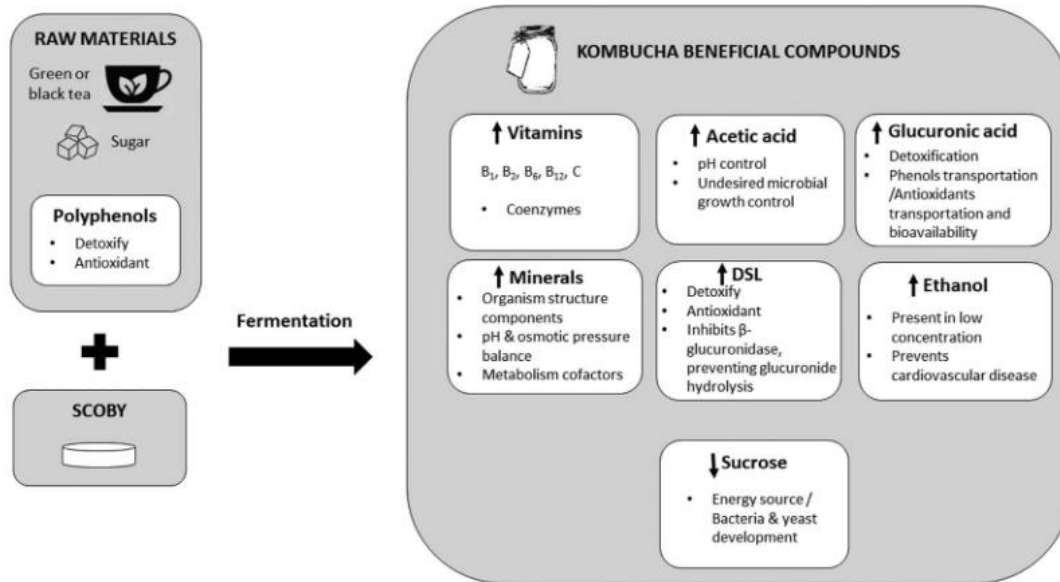 RAW MATERIALS
Green or
black tea
Sugar
Polyphenols
• Detoxify
• Antioxidant
SCOBY
Fermentation
KOMBUCHA BENEFICIAL COMPOUNDS
Vitamins
B₁, B₂, B₆, B₁₂, C
• Coenzymes
Acetic acid
• pH control
• Undesired microbial
growth control
Glucuronic acid
• Detoxification
• Phenols transportation
/Antioxidants
transportation and
bioavailability
Minerals
• Organism structure
components
• pH & osmotic pressure
balance
• Metabolism cofactors
DSL
• Detoxify
• Antioxidant
• Inhibits β-
glucuronidase,
preventing glucuronide
hydrolysis
Ethanol
• Present in low
concentration
• Prevents
cardiovascular disease
Sucrose
• Energy source /
Bacteria & yeast
development